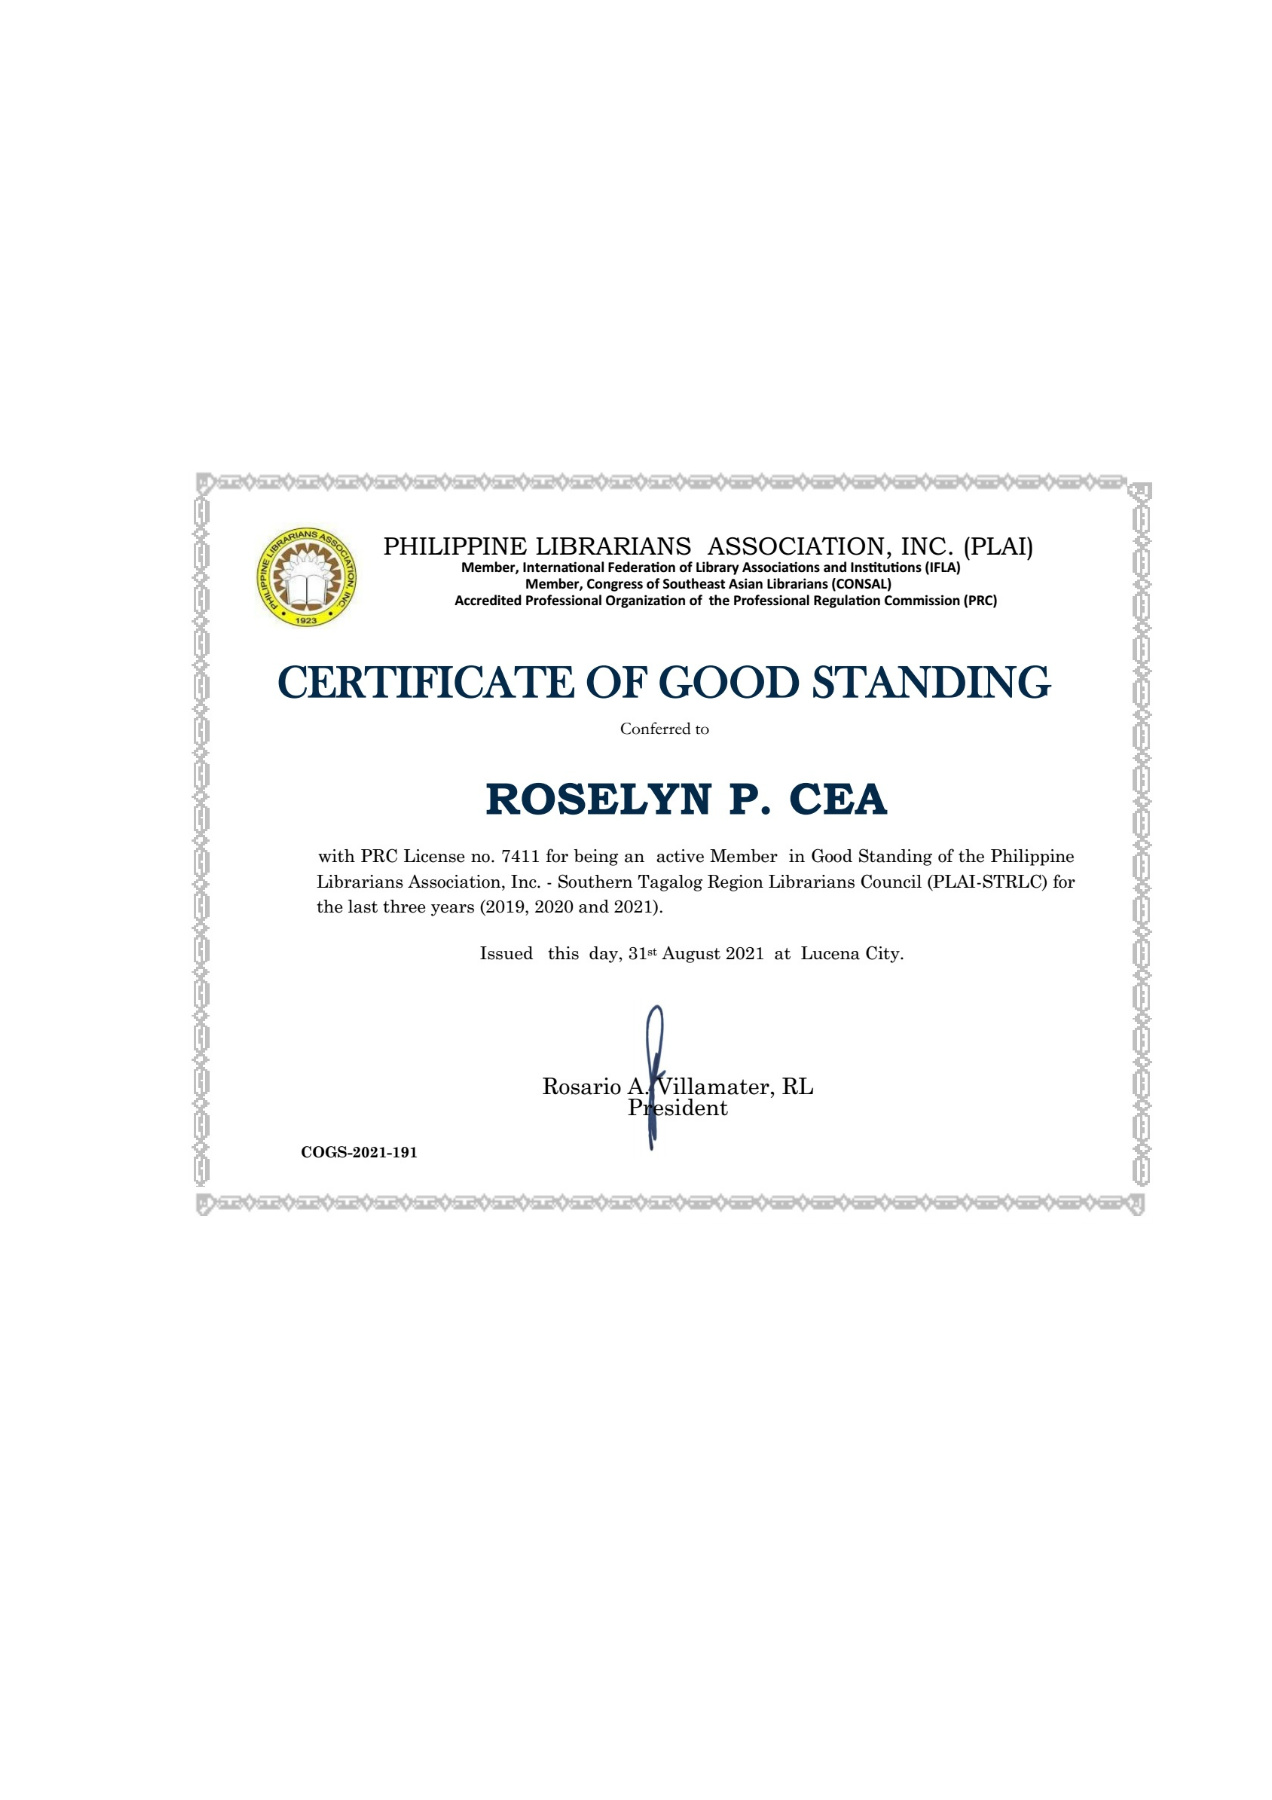 PHILIPPINE LIBRARIANS ASSOCIATION, INC.
1923
PHILIPPINE LIBRARIANS ASSOCIATION, INC. (PLAI)
Member, International Federation of Library Associations and Institutions (IFLA)
Member, Congress of Southeast Asian Librarians (CONSAL)
Accredited Professional Organization of the Professional Regulation Commission (PRC)
CERTIFICATE OF GOOD STANDING
Conferred to
ROSELYN P. CEA
with PRC License no. 7411 for being an active Member in Good Standing of the Philippine
Librarians Association, Inc. - Southern Tagalog Region Librarians Council (PLAI-STRLC) for
the last three years (2019, 2020 and 2021).
Issued this day, 31st August 2021 at Lucena City.
Rosario A. Villamater, RL
President
COGS-2021-191